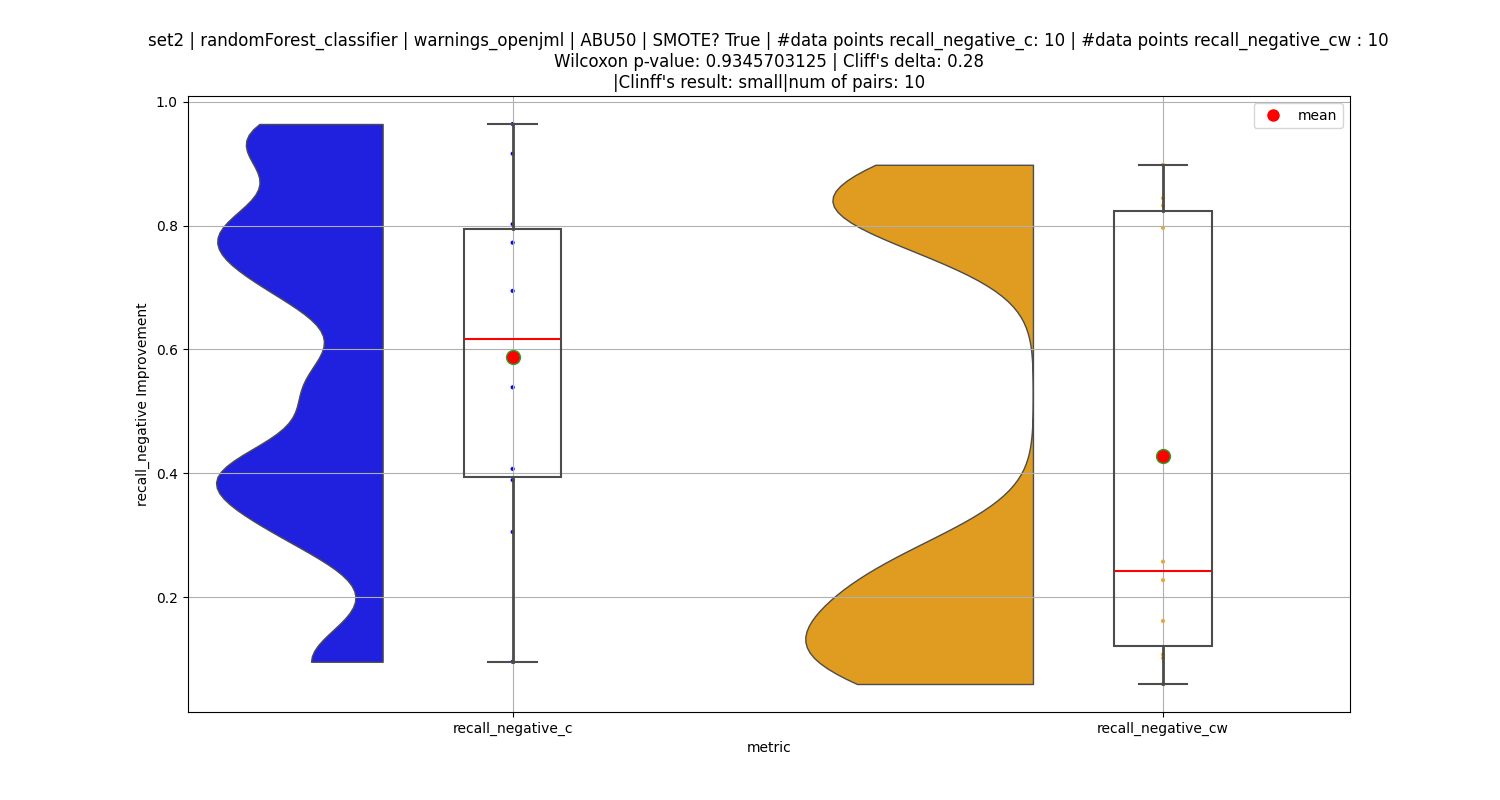 set2 | randomForest_classifier | warnings_openjml | ABU50 | SMOTE? True | #data points recall_negative_c: 10 | #data points recall_negative_cw : 10
Wilcoxon p-value: 0.9345703125 | Cliff's delta: 0.28
|Clinff's result: small|num of pairs: 10
mean
1.0
0.8
0.6
0.4
0.2
recall_negative Improvement
recall_negative_c
recall_negative_cw
metric